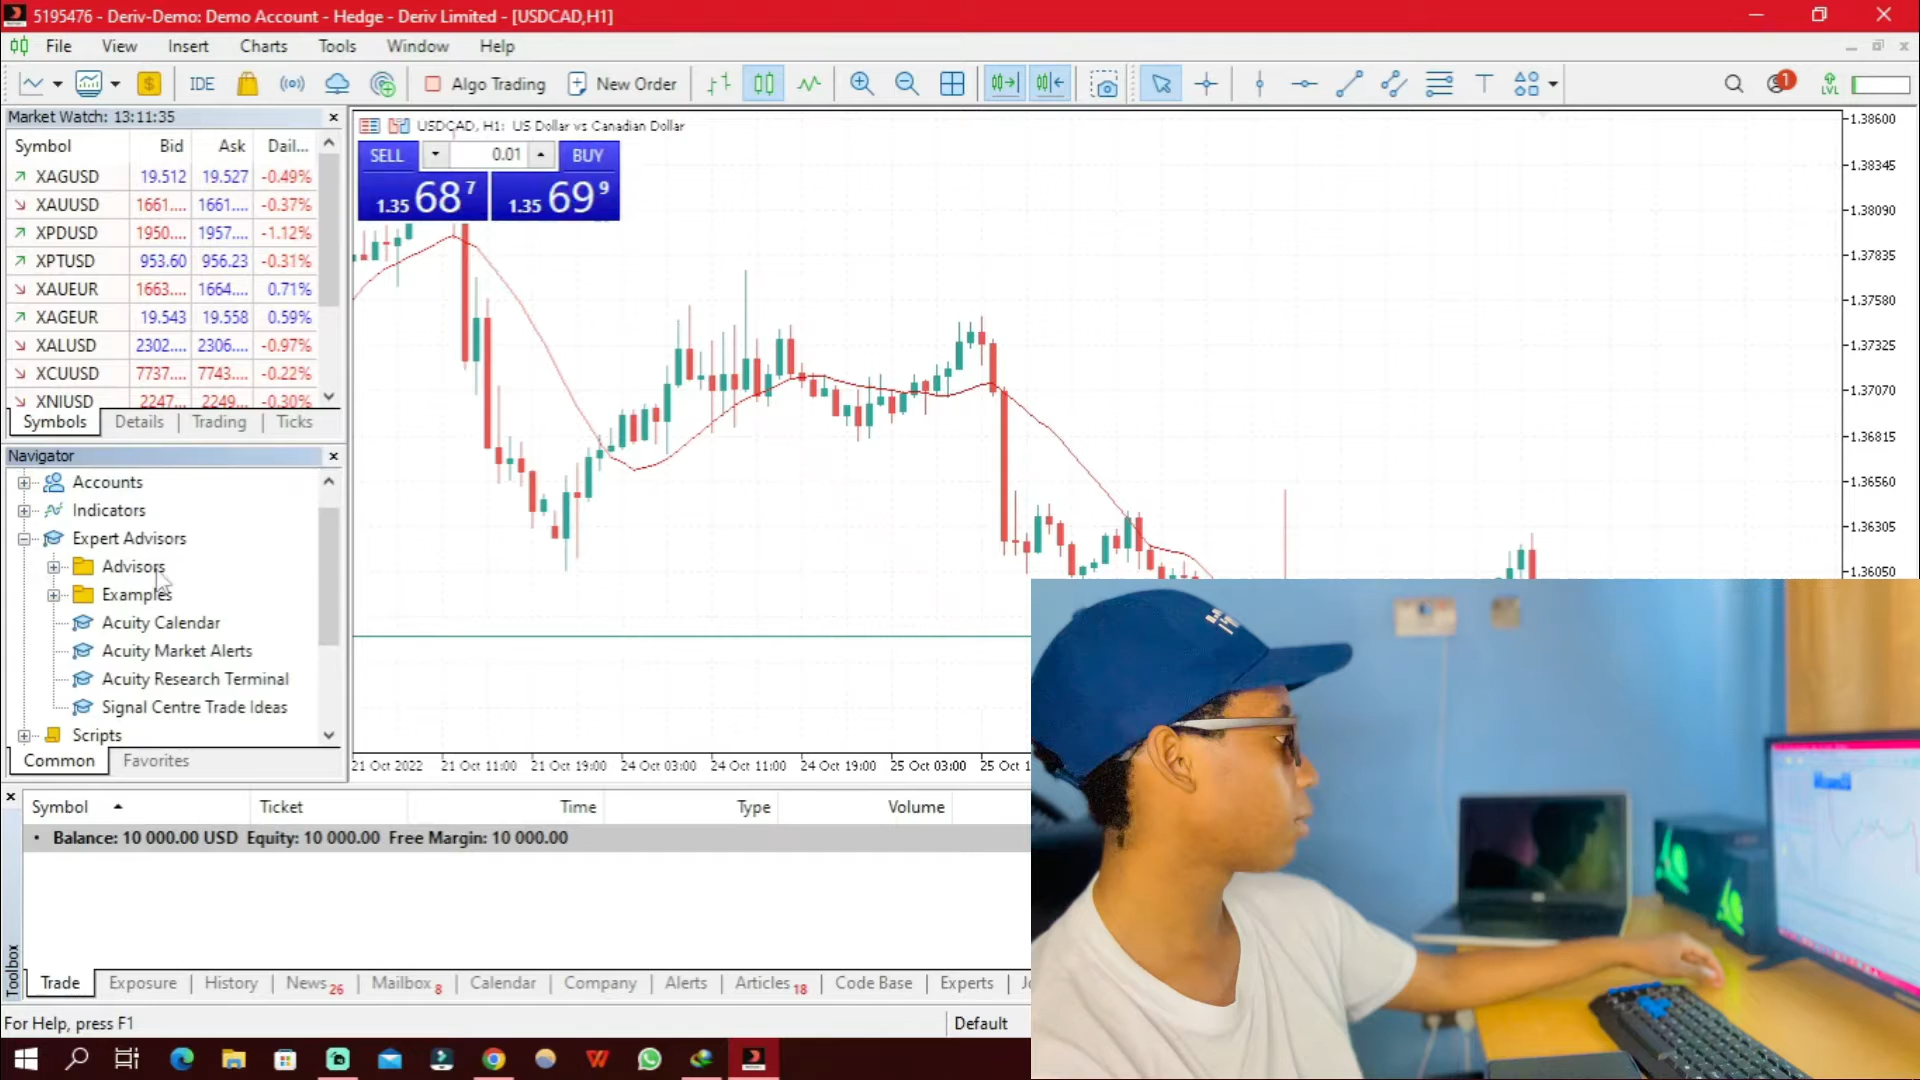 5195476 - Deriv-Demo: Demo Account - Hedge - Deriv Limited - [USDCAD,H1]
File View Insert Charts Tools Window Help
IDE Algo Trading New Order 1 LVL
Market Watch: 13:11:35
Symbol Bid Ask Dail...
XAGUSD 19.512 19.527 -0.49%
XAUUSD 1661.... 1661.... -0.37%
XPDUSD 1950.... 1957.... -1.12%
XPTUSD 953.60 956.23 -0.31%
XAUEUR 1663.... 1664.... 0.71%
XAGEUR 19.543 19.558 0.59%
XALUSD 2302.... 2306.... -0.97%
XCUUSD 7737.... 7743.... -0.22%
XNIUSD 2247... 2249... -0.30%
Symbols Details Trading Ticks
Navigator
Accounts
Indicators
Expert Advisors
Advisors
Examples
Acuity Calendar
Acuity Market Alerts
Acuity Research Terminal
Signal Centre Trade Ideas
Scripts
Common Favorites
USDCAD, H1: US Dollar vs Canadian Dollar
SELL 0.01 BUY
1.35 68 7 1.35 69 9
1.38600
1.38345
1.38090
1.37835
1.37580
1.37325
1.37070
1.36815
1.36560
1.36305
1.36050
21 Oct 2022 21 Oct 11:00 21 Oct 19:00 24 Oct 03:00 24 Oct 11:00 24 Oct 19:00 25 Oct 03:00 25 Oct 1
Symbol Ticket Time Type Volume
Balance: 10 000.00 USD Equity: 10 000.00 Free Margin: 10 000.00
Toolbox
Trade Exposure History News 26 Mailbox 8 Calendar Company Alerts Articles 18 Code Base Experts
For Help, press F1 Default